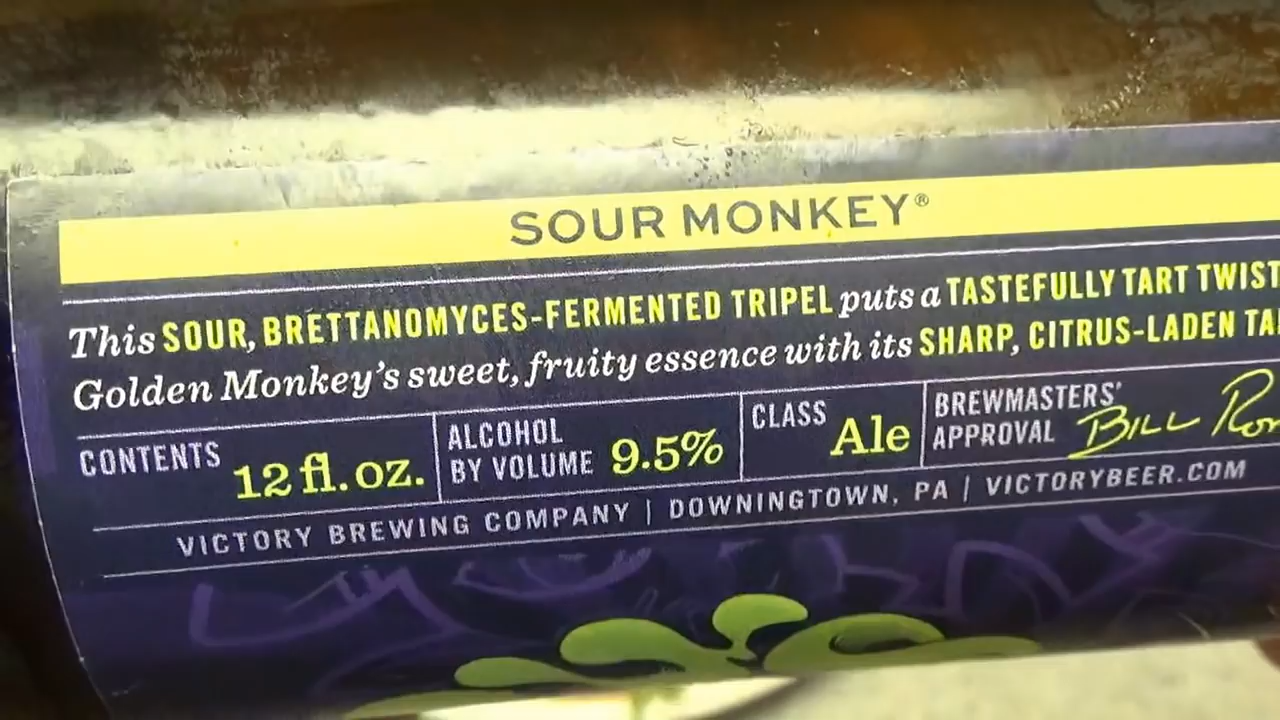 SOUR MONKEY®
This SOUR, BRETTANOMYCES-FERMENTED TRIPEL puts a TASTEFULLY TART TWIST
Golden Monkey's sweet, fruity essence with its SHARP, CITRUS-LADEN
CONTENTS 12 fl. oz.
ALCOHOL
BY VOLUME 9.5%
CLASS Ale
BREWMASTERS'
APPROVAL BILL
VICTORY BREWING COMPANY | DOWNINGTOWN, PA | VICTORYBEER.COM